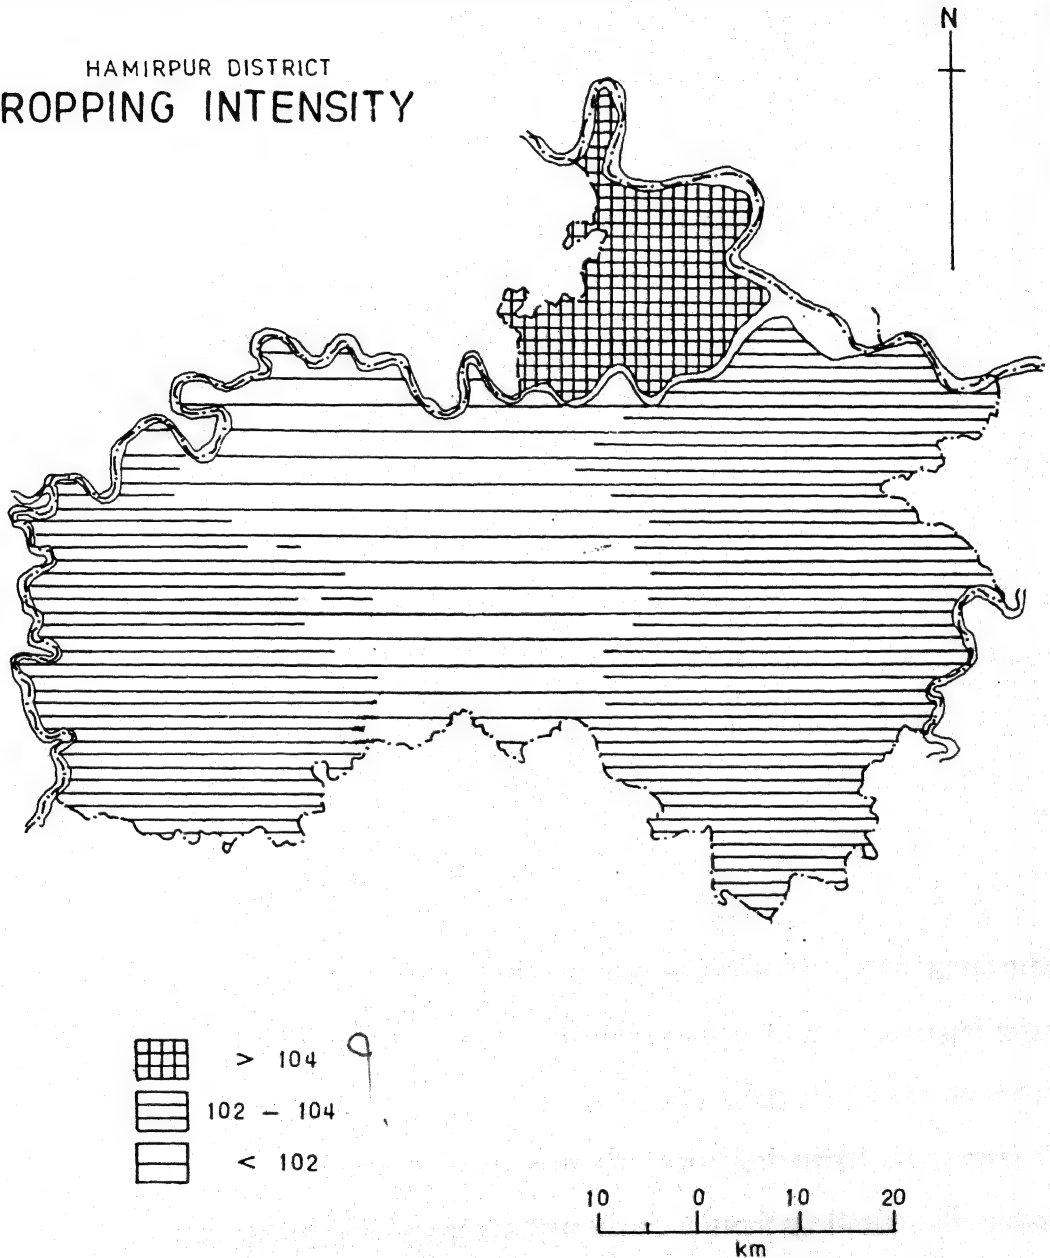 N
HAMIRPUR DISTRICT
ROPPING INTENSITY
> 104
102 – 104
< 102
10 0 10 20
km